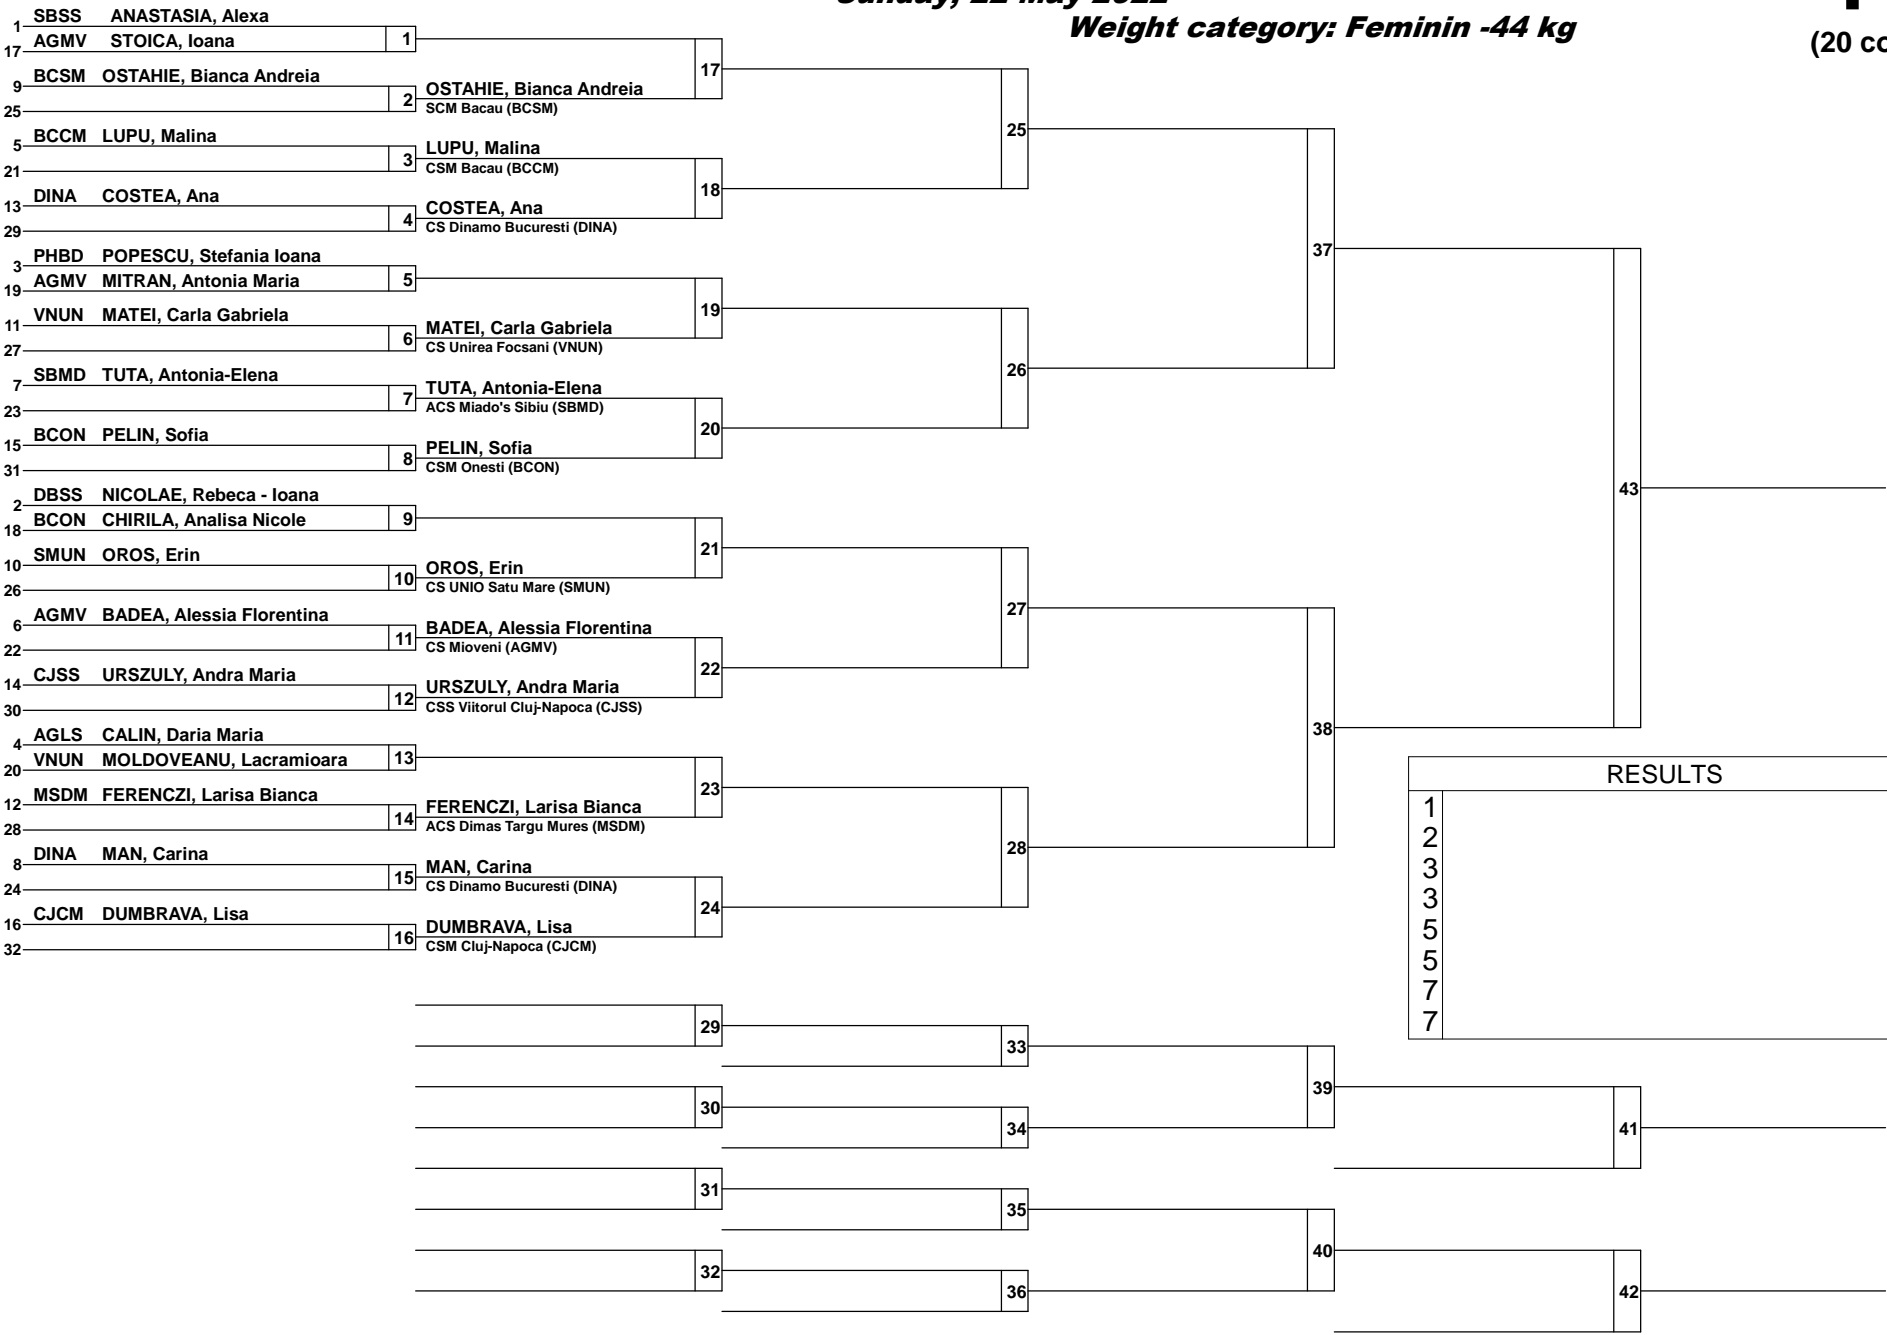 Sunday, 22 May 2022
Weight category: Feminin -44 kg
(20 co
1 SBSS ANASTASIA, Alexa
17 AGMV STOICA, Ioana
1
9 BCSM OSTAHIE, Bianca Andreia
25
2
OSTAHIE, Bianca Andreia
SCM Bacau (BCSM)
17
5 BCCM LUPU, Malina
21
3
LUPU, Malina
CSM Bacau (BCCM)
13 DINA COSTEA, Ana
29
4
COSTEA, Ana
CS Dinamo Bucuresti (DINA)
18
25
3 PHBD POPESCU, Stefania Ioana
19 AGMV MITRAN, Antonia Maria
5
11 VNUN MATEI, Carla Gabriela
27
6
MATEI, Carla Gabriela
CS Unirea Focsani (VNUN)
19
7 SBMD TUTA, Antonia-Elena
23
7
TUTA, Antonia-Elena
ACS Miado's Sibiu (SBMD)
15 BCON PELIN, Sofia
31
8
PELIN, Sofia
CSM Onesti (BCON)
20
26
37
2 DBSS NICOLAE, Rebeca - Ioana
18 BCON CHIRILA, Analisa Nicole
9
10 SMUN OROS, Erin
26
10
OROS, Erin
CS UNIO Satu Mare (SMUN)
21
6 AGMV BADEA, Alessia Florentina
22
11
BADEA, Alessia Florentina
CS Mioveni (AGMV)
14 CJSS URSZULY, Andra Maria
30
12
URSZULY, Andra Maria
CSS Viitorul Cluj-Napoca (CJSS)
22
27
4 AGLS CALIN, Daria Maria
20 VNUN MOLDOVEANU, Lacramioara
13
12 MSDM FERENCZI, Larisa Bianca
28
14
FERENCZI, Larisa Bianca
ACS Dimas Targu Mures (MSDM)
23
8 DINA MAN, Carina
24
15
MAN, Carina
CS Dinamo Bucuresti (DINA)
16 CJCM DUMBRAVA, Lisa
32
16
DUMBRAVA, Lisa
CSM Cluj-Napoca (CJCM)
24
28
38
43
RESULTS
1
2
3
3
5
5
7
7
29
33
30
34
39
41
31
35
32
36
40
42